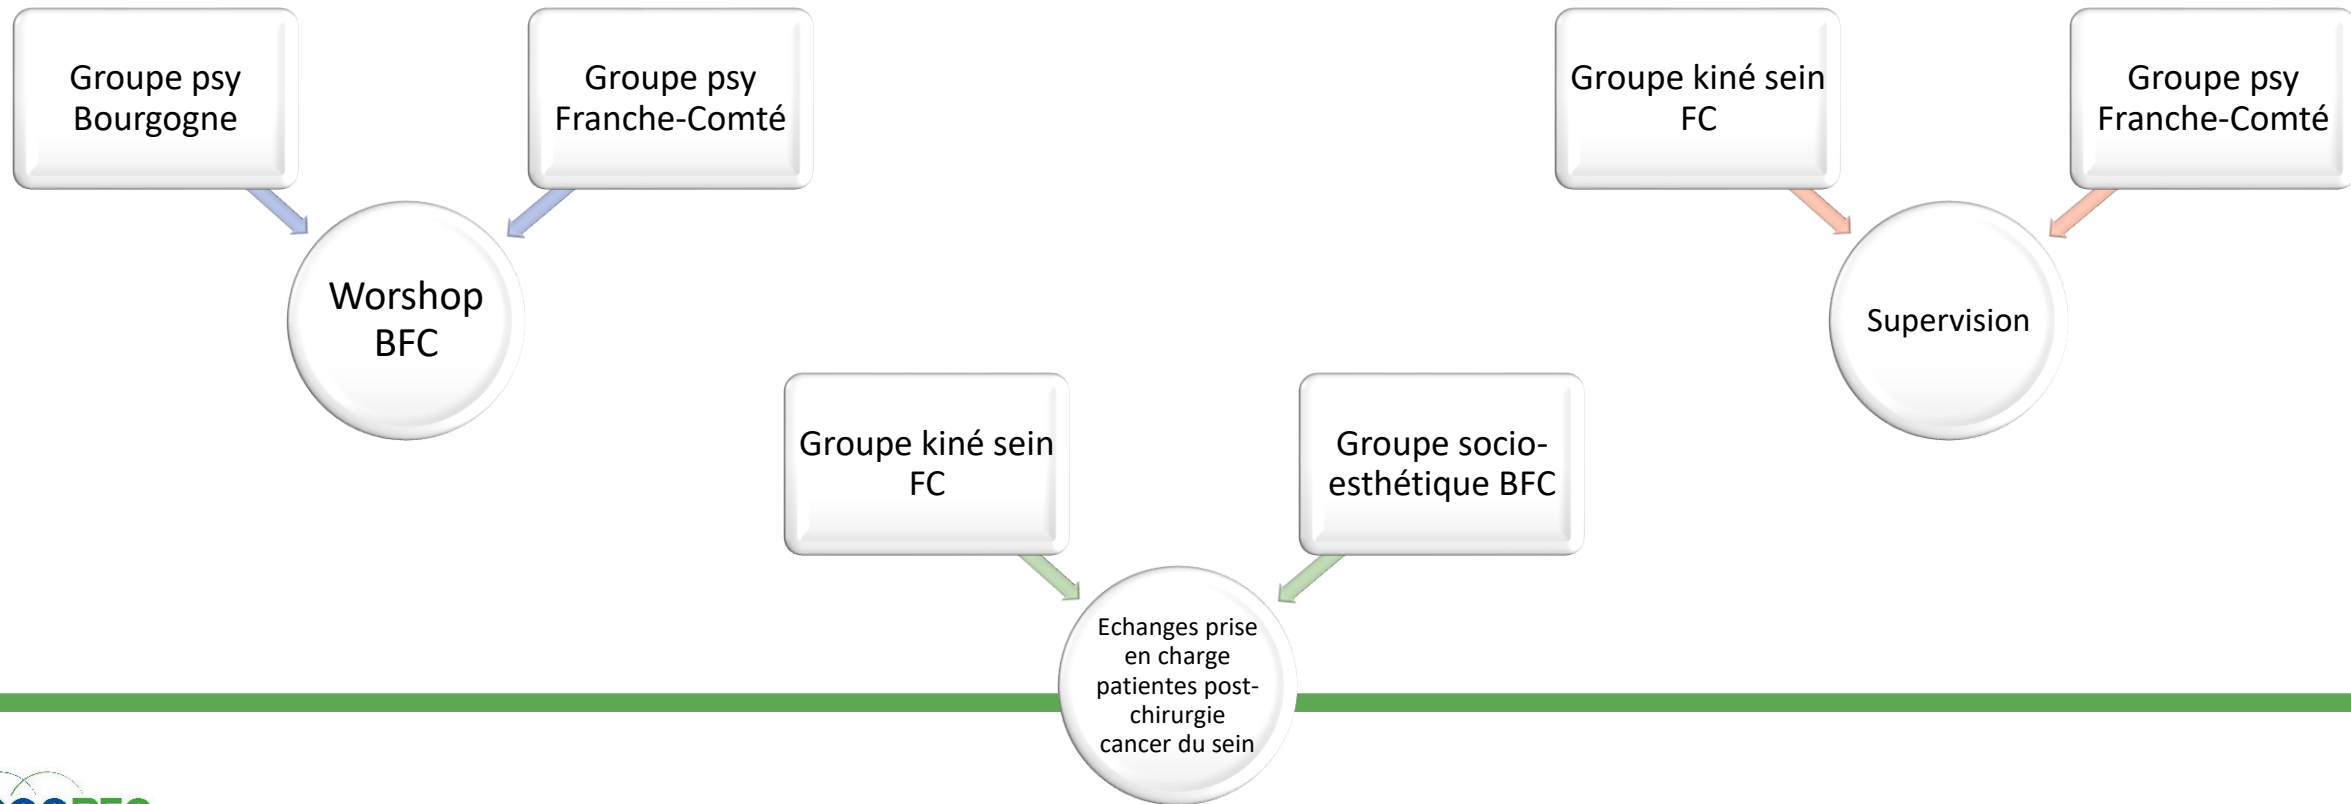 Groupe psy
Bourgogne
Groupe psy
Franche-Comté
Worshop
BFC
Groupe kiné sein
FC
Groupe psy
Franche-Comté
Supervision
Groupe kiné sein
FC
Groupe socio-
esthétique BFC
Echanges prise
en charge
patientes post-
chirurgie
cancer du sein